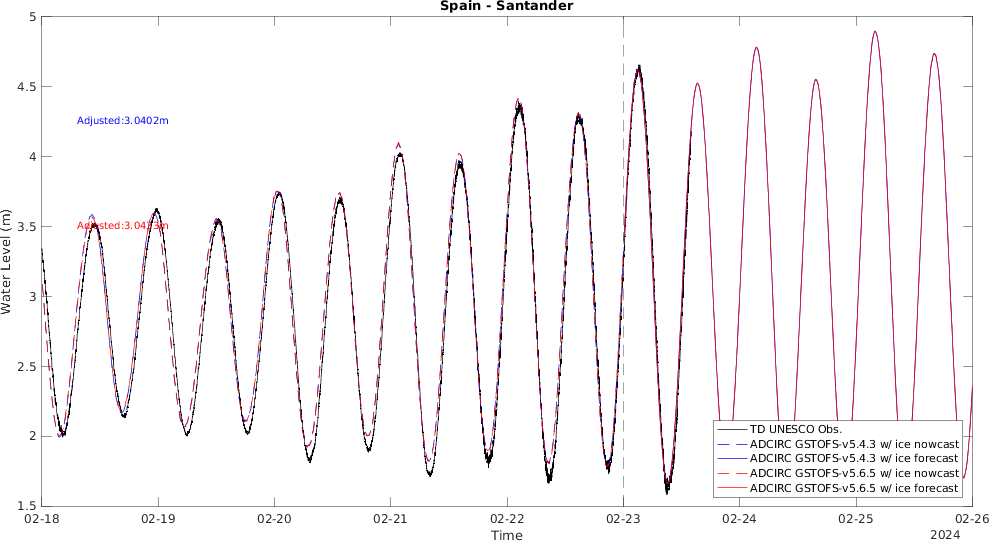 Spain - Santander
5
4.5
4
3.5
3
2.5
2
1.5
Water Level (m)
Adjusted:3.0402m
TD UNESCO Obs.
ADCIRC GSTOFS-v5.4.3 w/ ice nowcast
ADCIRC GSTOFS-v5.4.3 w/ ice forecast
ADCIRC GSTOFS-v5.6.5 w/ ice nowcast
ADCIRC GSTOFS-v5.6.5 w/ ice forecast
02-18 02-19 02-20 02-21 02-22 02-23 02-24 02-25 02-26
Time
2024